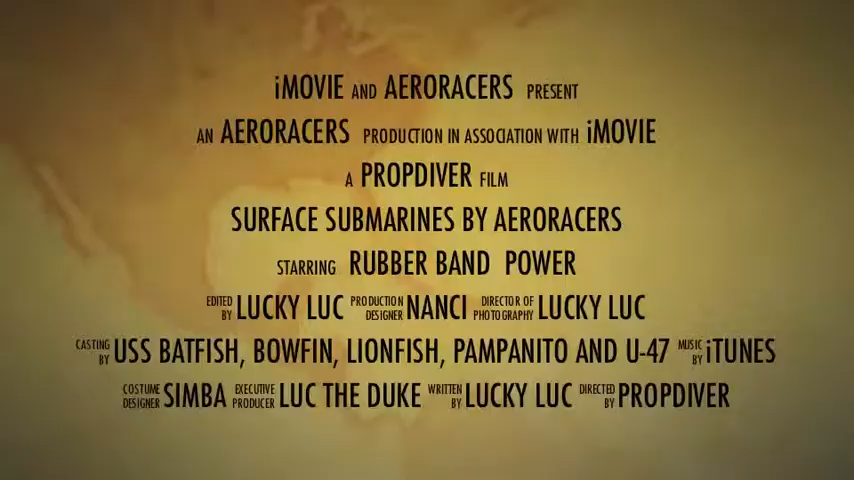 iMOVIE AND AERORACERS PRESENT
AN AERORACERS PRODUCTION IN ASSOCIATION WITH iMOVIE
A PROPDIVER FILM
SURFACE SUBMARINES BY AERORACERS
STARRING RUBBER BAND POWER
EDITED BY LUCKY LUC PRODUCTION DESIGNER NANCI DIRECTOR OF PHOTOGRAPHY LUCKY LUC
CASTING BY USS BATFISH, BOWFIN, LIONFISH, PAMPANITO AND U-47 MUSIC BY iTUNES
COSTUME DESIGNER SIMBA EXECUTIVE PRODUCER LUC THE DUKE WRITTEN BY LUCKY LUC DIRECTED BY PROPDIVER